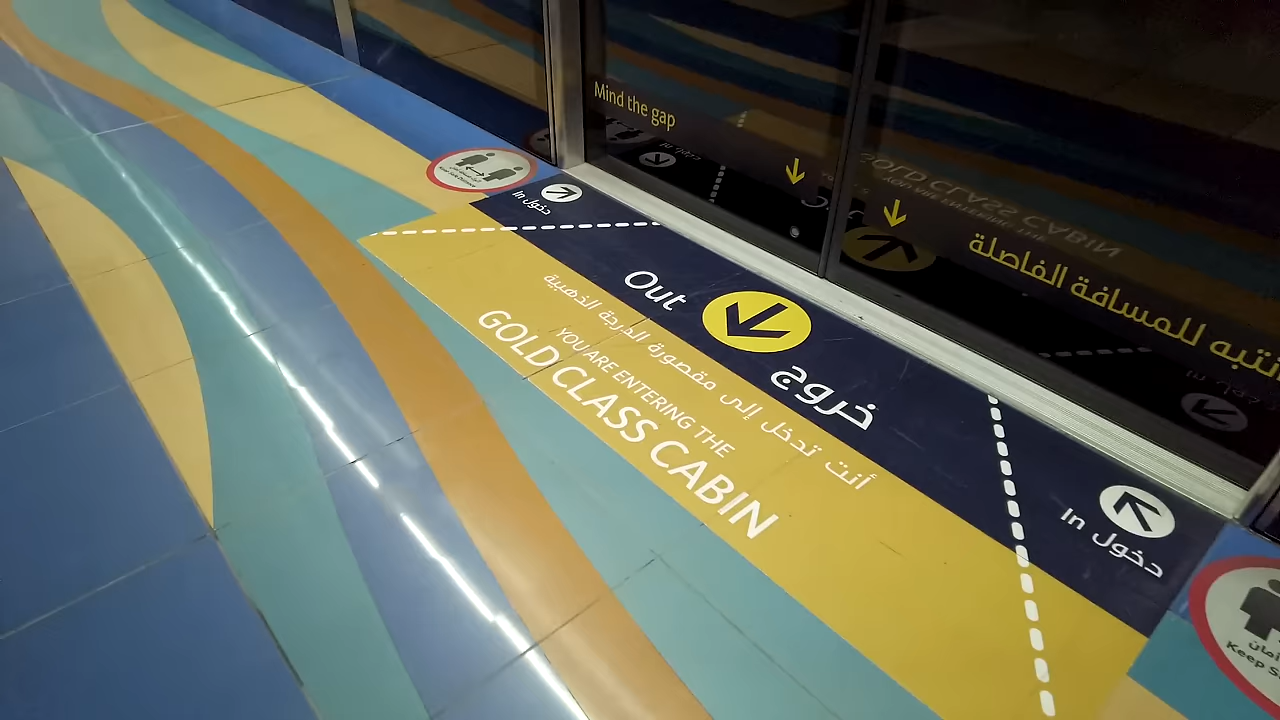 Mind the gap
In
دخول
Out
خروج
أنت تدخل إلى مقصورة الدرجة الذهبية
YOU ARE ENTERING THE
GOLD CLASS CABIN
In
دخول
نتبه للمسافة الفاصلة
Keep S